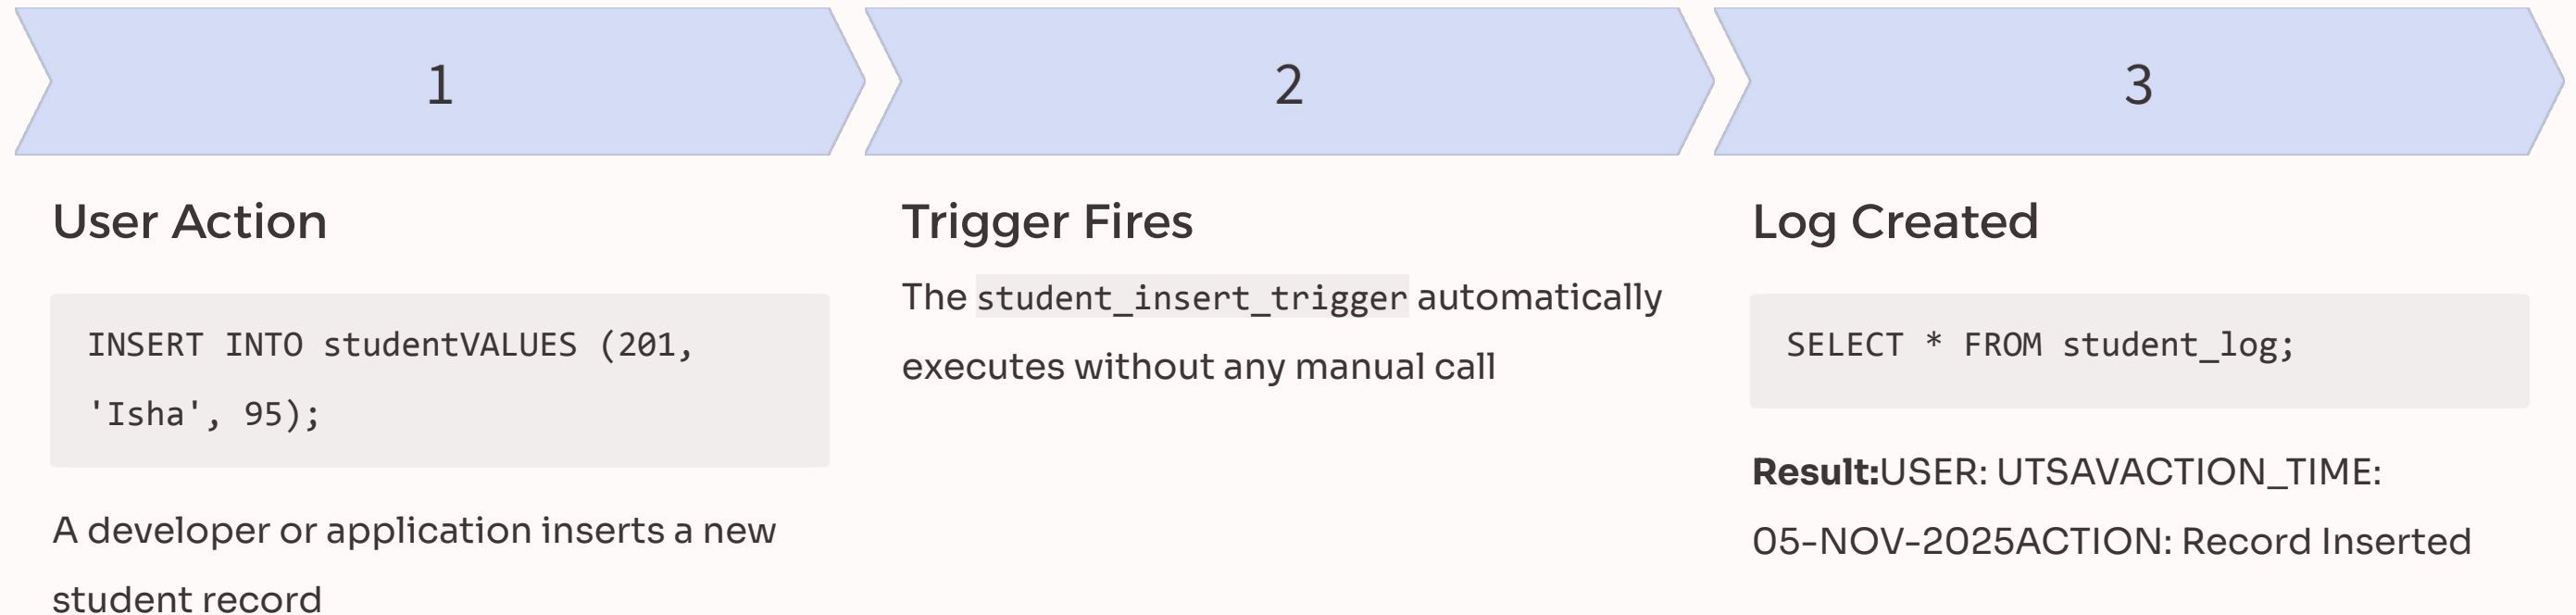 1
2
3
User Action
INSERT INTO studentVALUES (201,
'Isha', 95);
A developer or application inserts a new
student record
Trigger Fires
The student_insert_trigger automatically
executes without any manual call
Log Created
SELECT * FROM student_log;
Result:USER: UTSAVACTION_TIME:
05-NOV-2025ACTION: Record Inserted